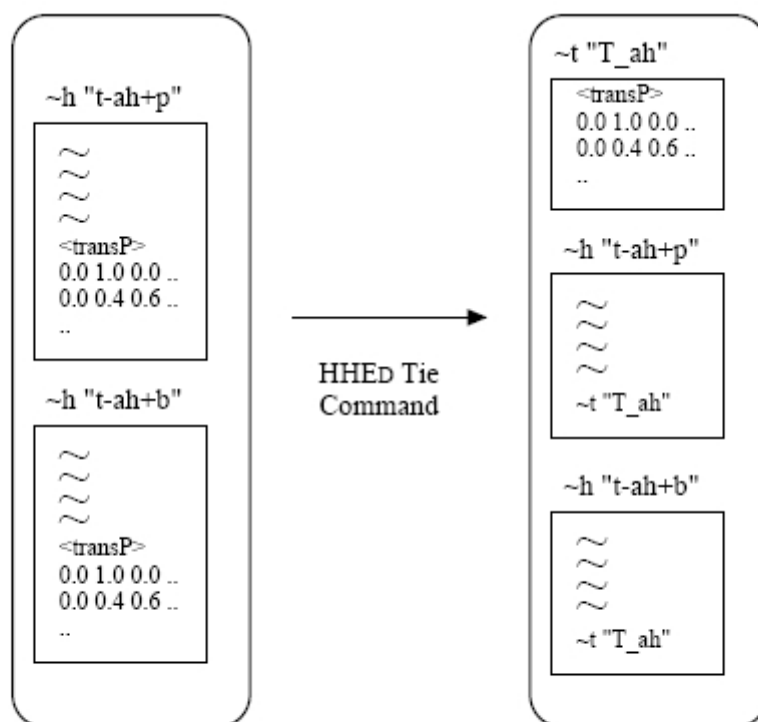 ~h "t-ah+p"
<transP>
0.0 1.0 0.0 ..
0.0 0.4 0.6 ..
..
~h "t-ah+b"
<transP>
0.0 1.0 0.0 ..
0.0 0.4 0.6 ..
..
HHED Tie
Command
~t "T_ah"
<transP>
0.0 1.0 0.0 ..
0.0 0.4 0.6 ..
..
~h "t-ah+p"
~t "T_ah"
~h "t-ah+b"
~t "T_ah"